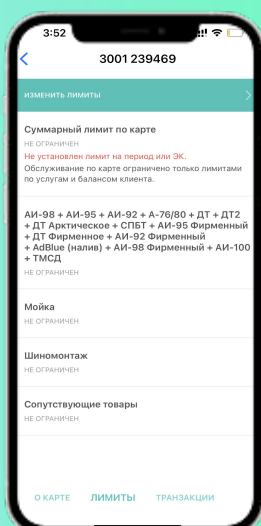 3:52
3001 239469
ИЗМЕНИТЬ ЛИМИТЫ
Суммарный лимит по карте
НЕ ОГРАНИЧЕН
Не установлен лимит на период или ЭК.
Обслуживание по карте ограничено только лимитами
по услугам и балансом клиента.
АИ-98 + АИ-95 + АИ-92 + А-76/80 + ДТ + ДТ2
+ ДТ Арктическое + СПБТ + АИ-95 Фирменный
+ ДТ Фирменное + АИ-92 Фирменный
+ AdBlue (налив) + АИ-98 Фирменный + АИ-100
+ ТМСД
НЕ ОГРАНИЧЕН
Мойка
НЕ ОГРАНИЧЕН
Шиномонтаж
НЕ ОГРАНИЧЕН
Сопутствующие товары
НЕ ОГРАНИЧЕН
О КАРТЕ ЛИМИТЫ ТРАНЗАКЦИИ